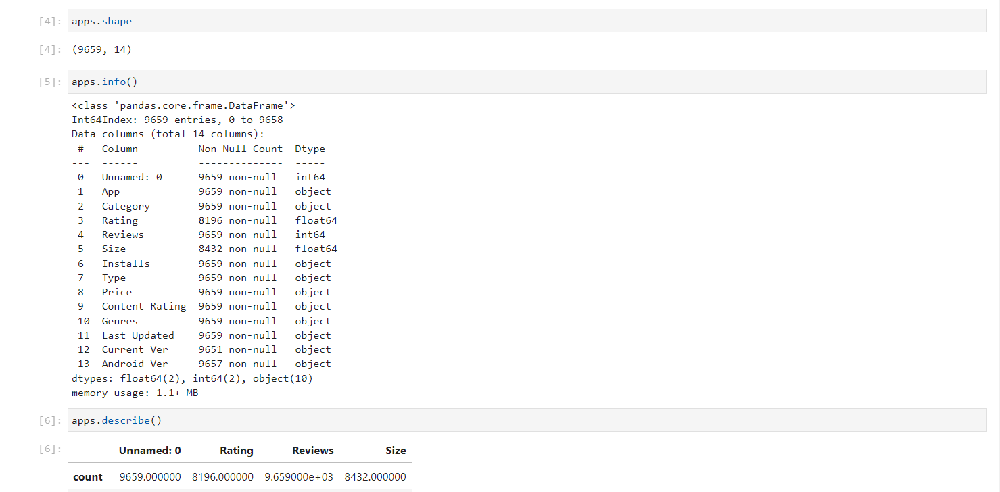 [4]: apps.shape
[4]: (9659, 14)
[5]: apps.info()
<class 'pandas.core.frame.DataFrame'>
Int64Index: 9659 entries, 0 to 9658
Data columns (total 14 columns):
 #   Column          Non-Null Count  Dtype
---  ------          --------------  -----
 0   Unnamed: 0      9659 non-null   int64
 1   App             9659 non-null   object
 2   Category        9659 non-null   object
 3   Rating          8196 non-null   float64
 4   Reviews         9659 non-null   int64
 5   Size            8432 non-null   float64
 6   Installs        9659 non-null   object
 7   Type            9659 non-null   object
 8   Price           9659 non-null   object
 9   Content Rating  9659 non-null   object
 10  Genres          9659 non-null   object
 11  Last Updated    9659 non-null   object
 12  Current Ver     9651 non-null   object
 13  Android Ver     9657 non-null   object
dtypes: float64(2), int64(2), object(10)
memory usage: 1.1+ MB
[6]: apps.describe()
[6]: Unnamed: 0 Rating Reviews Size
count 9659.000000 8196.000000 9.659000e+03 8432.000000